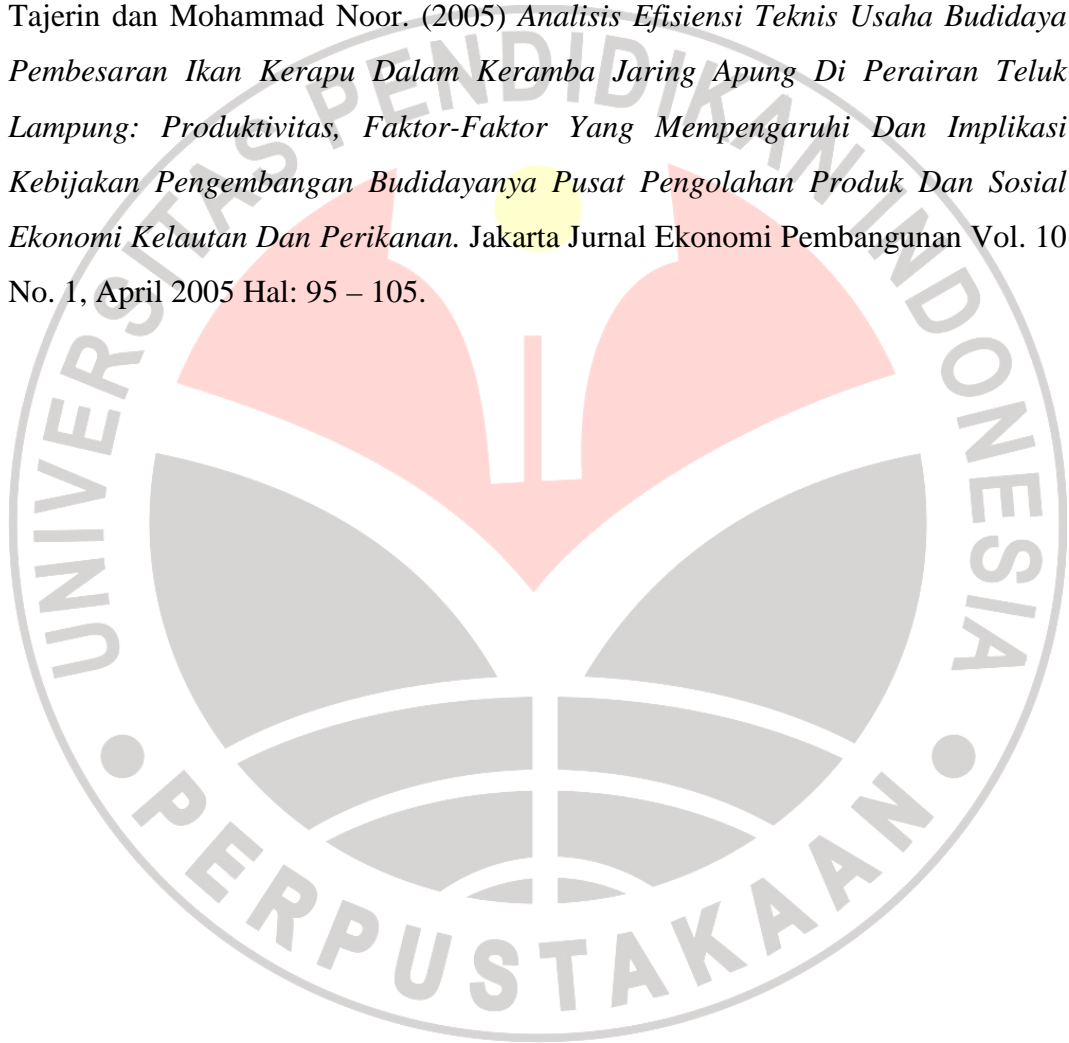 Tajerin dan Mohammad Noor. (2005) Analisis Efisiensi Teknis Usaha Budidaya
Pembesaran Ikan Kerapu Dalam Keramba Jaring Apung Di Perairan Teluk
Lampung: Produktivitas, Faktor-Faktor Yang Mempengaruhi Dan Implikasi
Kebijakan Pengembangan Budidayanya Pusat Pengolahan Produk Dan Sosial
Ekonomi Kelautan Dan Perikanan. Jakarta Jurnal Ekonomi Pembangunan Vol. 10
No. 1, April 2005 Hal: 95 – 105.
UNIVERSITAS PENDIDIKAN INDONESIA
PERPUSTAKAAN